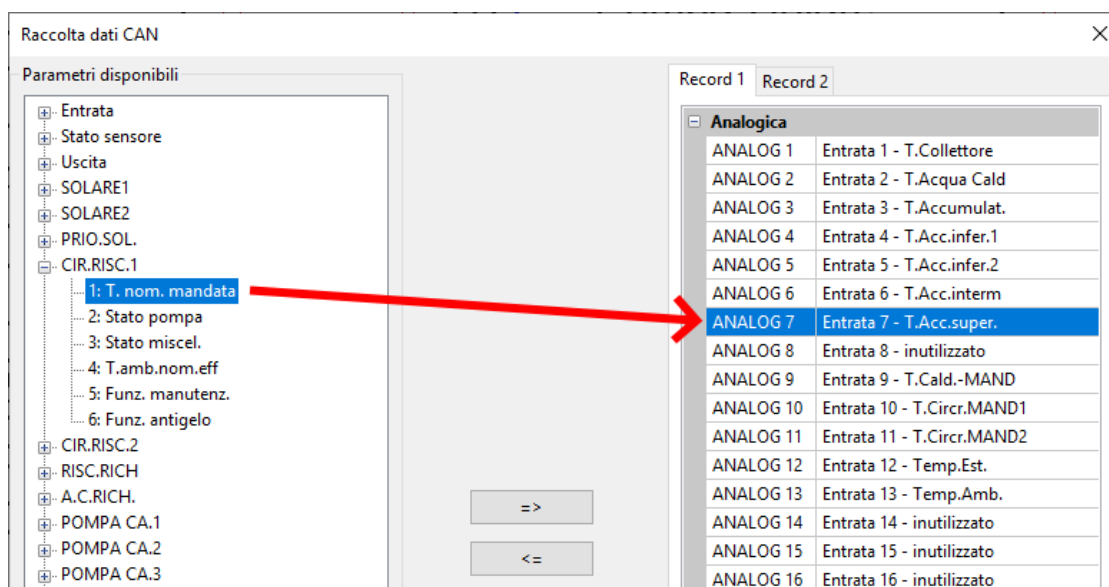 Raccolta dati CAN
Parametri disponibili
Entrata
Stato sensore
Uscita
SOLARE1
SOLARE2
PRIO.SOL.
CIR.RISC.1
1: T. nom. mandata
2: Stato pompa
3: Stato miscel.
4: T.amb.nom.eff
5: Funz. manutenz.
6: Funz. antigelo
CIR.RISC.2
RISC.RICH
A.C.RICH.
POMPA CA.1
POMPA CA.2
POMPA CA.3
=>
<=
Record 1 Record 2
Analogica
ANALOG 1 Entrata 1 - T.Collettore
ANALOG 2 Entrata 2 - T.Acqua Cald
ANALOG 3 Entrata 3 - T.Accumulat.
ANALOG 4 Entrata 4 - T.Acc.infer.1
ANALOG 5 Entrata 5 - T.Acc.infer.2
ANALOG 6 Entrata 6 - T.Acc.interm
ANALOG 7 Entrata 7 - T.Acc.super.
ANALOG 8 Entrata 8 - inutilizzato
ANALOG 9 Entrata 9 - T.Cald.-MAND
ANALOG 10 Entrata 10 - T.Circr.MAND1
ANALOG 11 Entrata 11 - T.Circr.MAND2
ANALOG 12 Entrata 12 - Temp.Est.
ANALOG 13 Entrata 13 - Temp.Amb.
ANALOG 14 Entrata 14 - inutilizzato
ANALOG 15 Entrata 15 - inutilizzato
ANALOG 16 Entrata 16 - inutilizzato